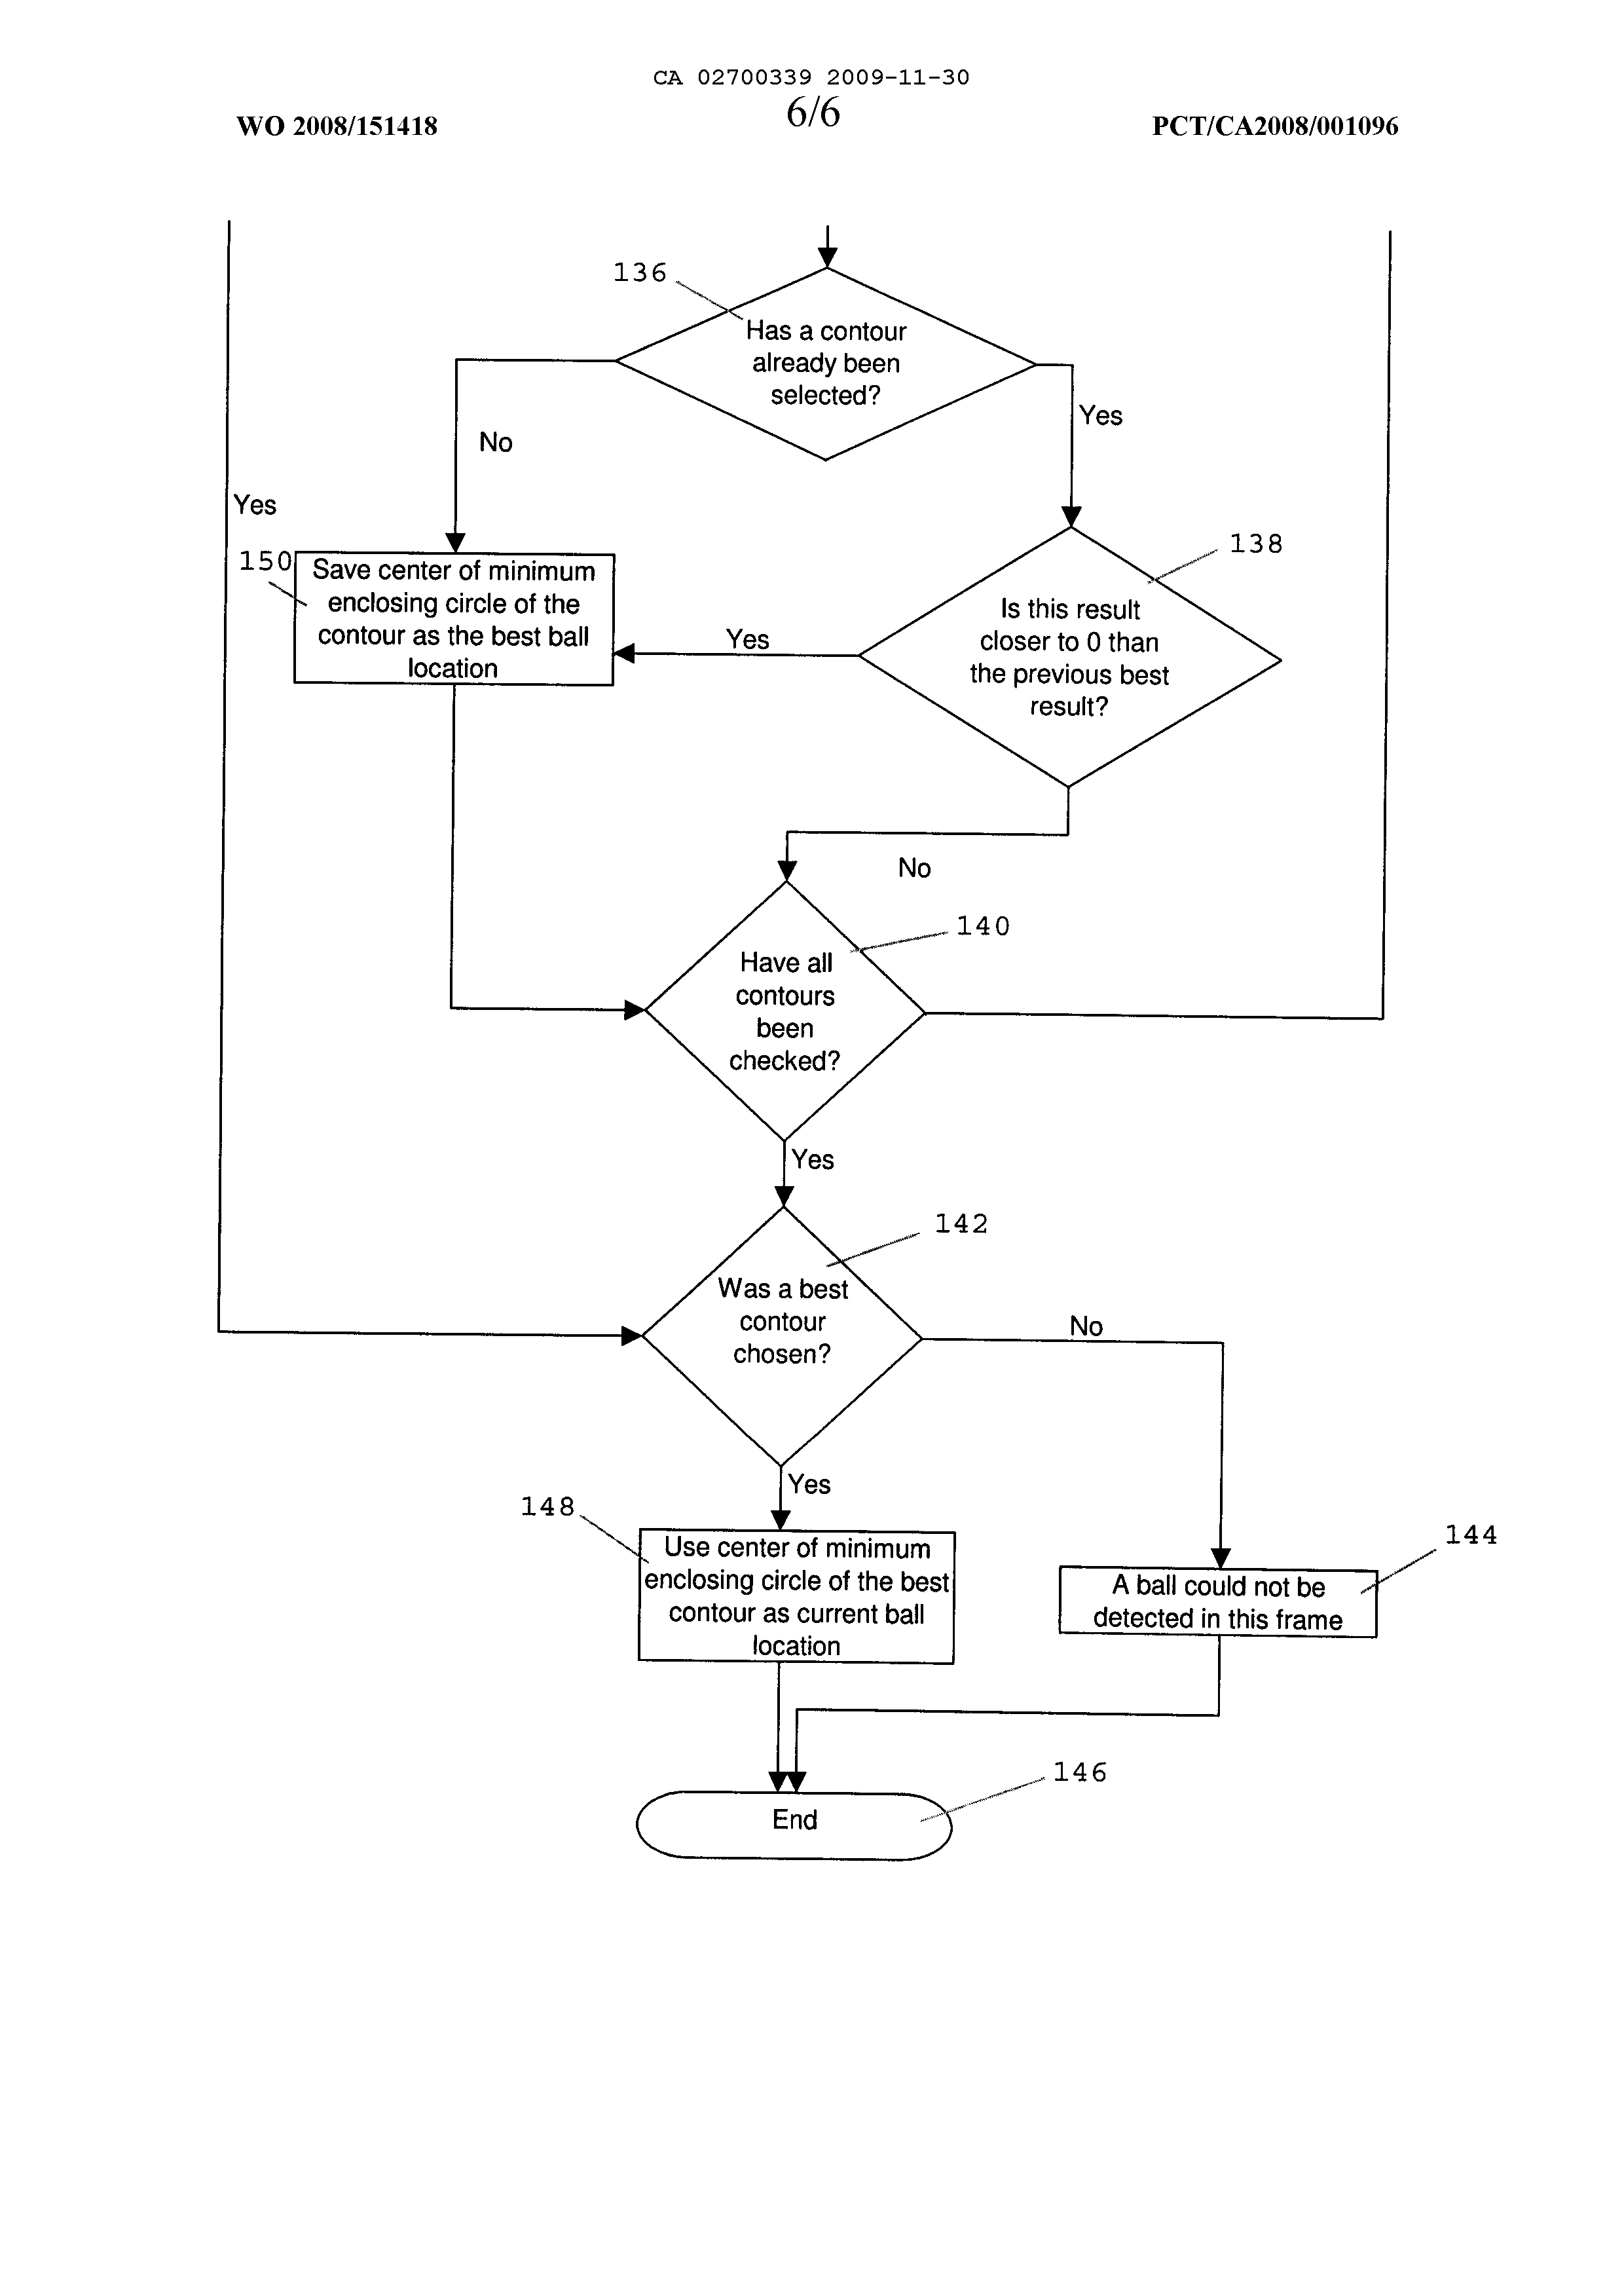 CA 02700339 2009-11-30
6/6
WO 2008/151418
PCT/CA2008/001096
136
Has a contour
already been
selected?
Yes
No
Yes
138
150
Save center of minimum
enclosing circle of the
contour as the best ball
location
Is this result
closer to 0 than
the previous best
result?
Yes
No
140
Have all
contours
been
checked?
Yes
142
Was a best
contour
chosen?
No
Yes
148
Use center of minimum
enclosing circle of the best
contour as current ball
location
144
A ball could not be
detected in this frame
146
End